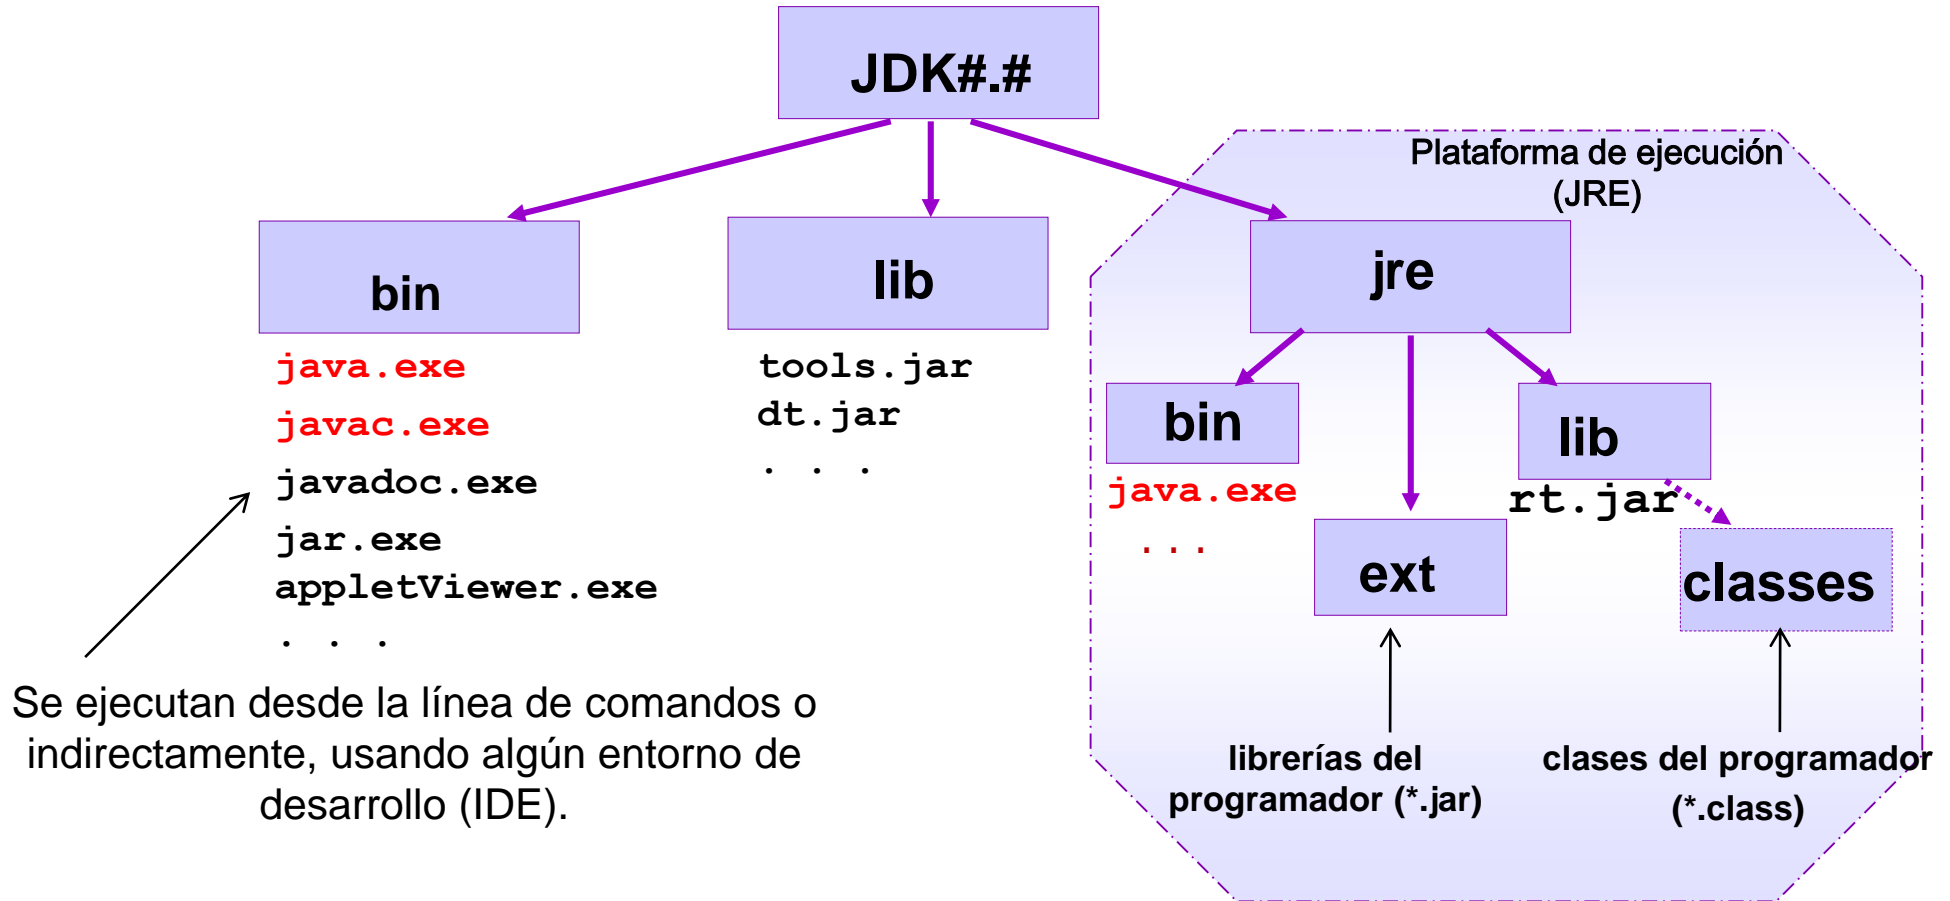 JDK#.#
Plataforma de ejecución
(JRE)
bin
lib
jre
java.exe
javac.exe
javadoc.exe
jar.exe
appletViewer.exe
. . .
tools.jar
dt.jar
. . .
bin
java.exe
...
ext
lib
rt.jar
classes
Se ejecutan desde la línea de comandos o
indirectamente, usando algún entorno de
desarrollo (IDE).
librerías del
programador (*.jar)
clases del programador
(*.class)